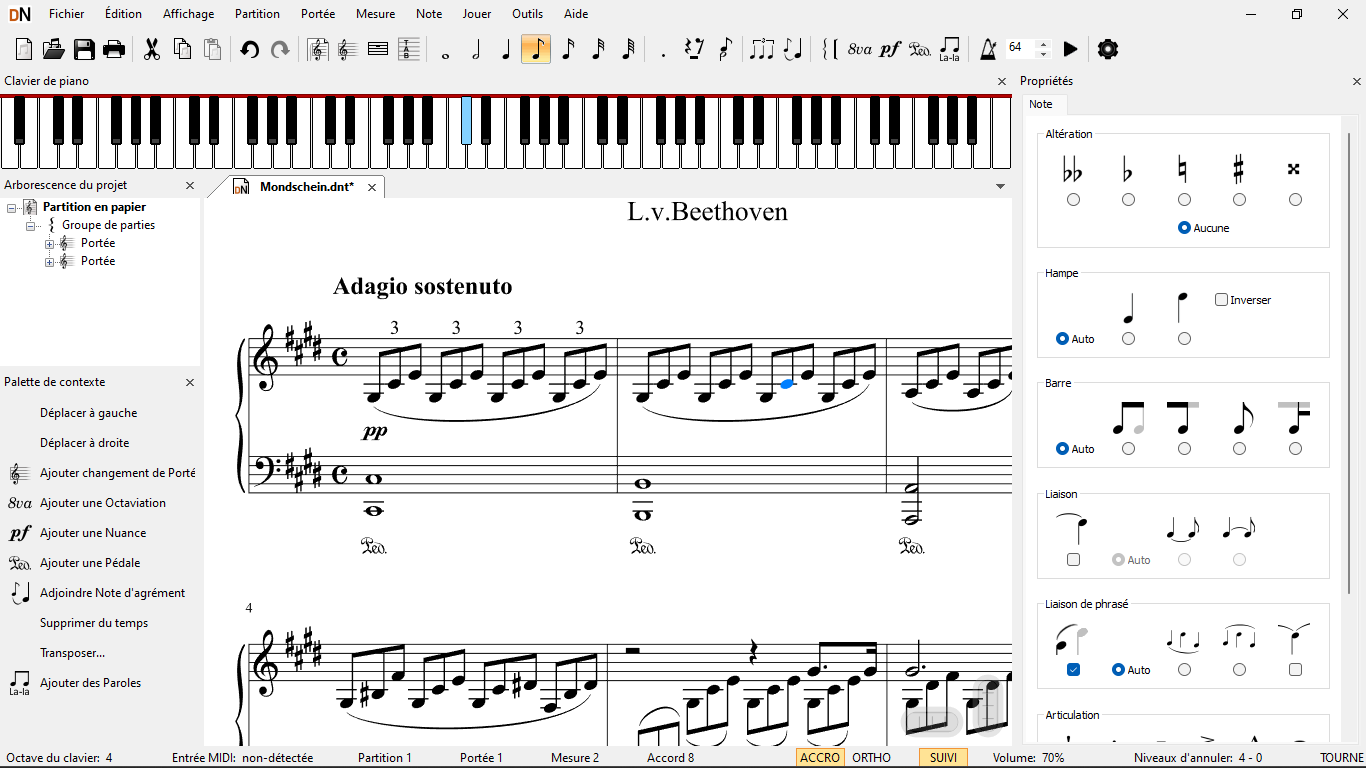 DN Fichier Édition Affichage Partition Portée Mesure Note Jouer Outils Aide
8va pf Ped. La-la 64
Clavier de piano
Propriétés
Note
Arborescence du projet
Mondschein.dnt*
Partition en papier
Groupe de parties
Portée
Portée
Palette de contexte
Déplacer à gauche
Déplacer à droite
Ajouter changement de Porté
8va Ajouter une Octaviation
pf Ajouter une Nuance
Ped. Ajouter une Pédale
Adjoindre Note d'agrément
Supprimer du temps
Transposer...
La-la Ajouter des Paroles
L.v.Beethoven
Adagio sostenuto
3 3 3 3
pp
Ped. Ped. Ped.
4
Altération
Aucune
Hampe
Inverser
Auto
Barre
Auto
Liaison
Auto
Liaison de phrasé
Auto
Articulation
Octave du clavier: 4 Entrée MIDI: non-détectée Partition 1 Portée 1 Mesure 2 Accord 8 ACCRO ORTHO SUIVI Volume: 70% Niveaux d'annuler: 4 - 0 TOURNE